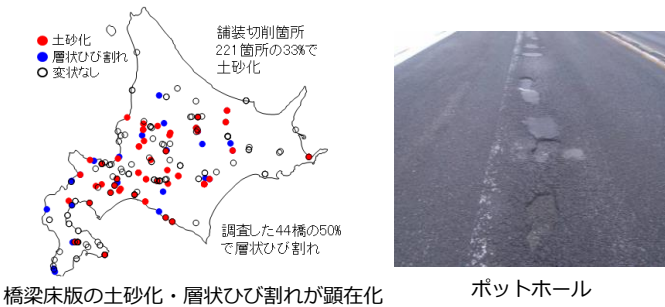 土砂化
層状ひび割れ
変状なし
舗装切削箇所
221箇所の33%で
土砂化
調査した44橋の50%
で層状ひび割れ
橋梁床版の土砂化・層状ひび割れが顕在化
ポットホール